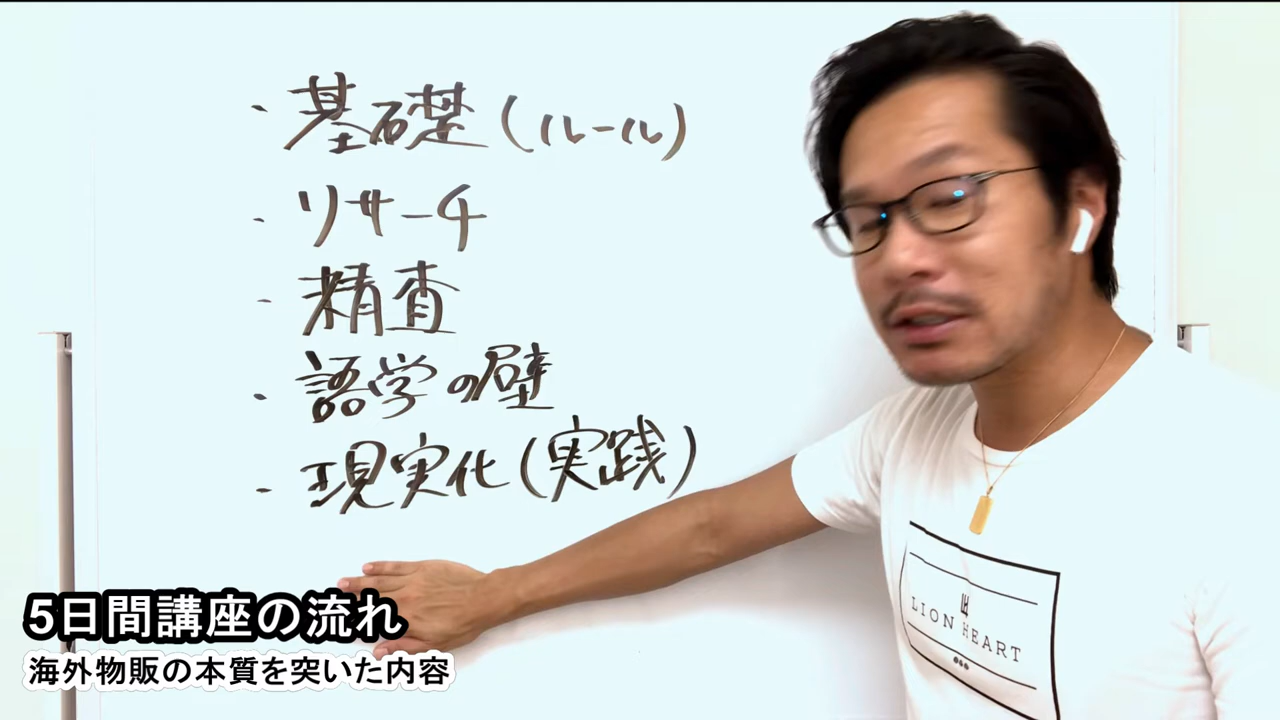 ・基礎(ルール)
・リサーチ
・精査
・語学の壁
・現実化(実践)
5日間講座の流れ
海外物販の本質を突いた内容
LION HEART